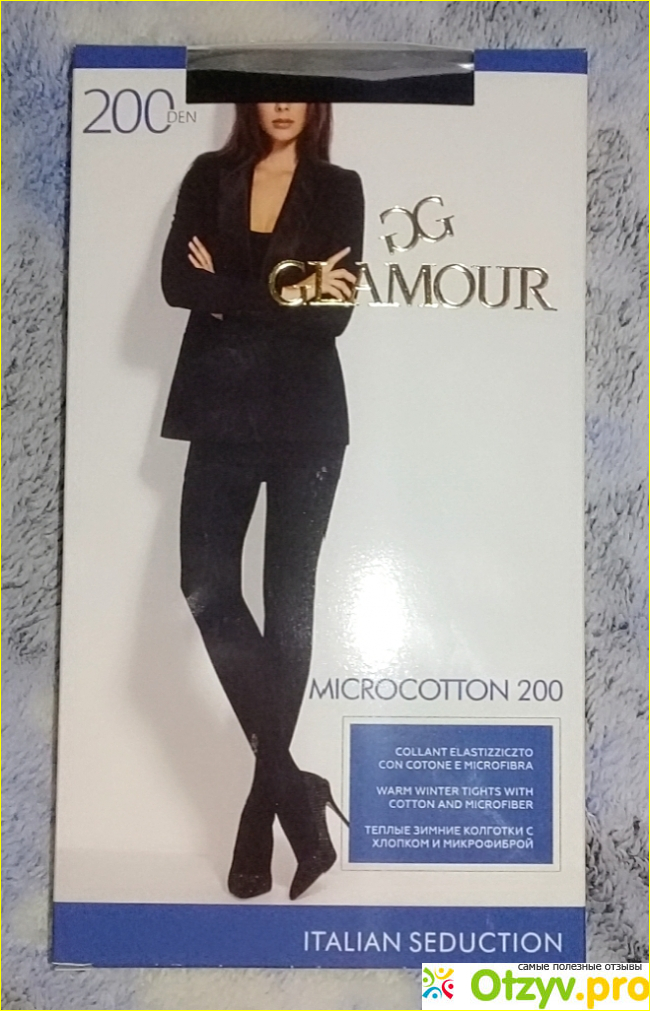 200 DEN
GG
GLAMOUR
MICROCOTTON 200
COLLANT ELASTIZZICZTO
CON COTONE E MICROFIBRA
WARM WINTER TIGHTS WITH
COTTON AND MICROFIBER
ТЕПЛЫЕ ЗИМНИЕ КОЛГОТКИ С
ХЛОПКОМ И МИКРОФИБРОЙ
ITALIAN SEDUCTION
самые полезные отзывы
Otzyv.pro